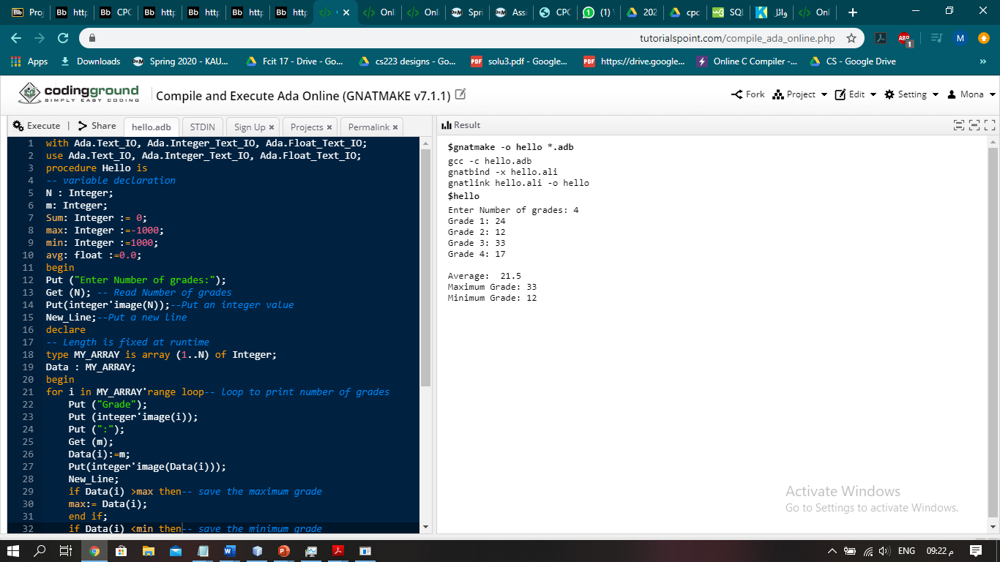 Proj
http
CPC
http
http
http
http
Onl
Onl
Spri
Assi
CPC
(1)
202
cpc
SQL
وائل
Onl
tutorialspoint.com/compile_ada_online.php
ABP
1
M
Apps
Downloads
Spring 2020 - KAU...
Fcit 17 - Drive - Go...
cs223 designs - Go...
solu3.pdf - Google...
https://drive.google...
Online C Compiler -...
CS - Google Drive
»
codingground
SIMPLY EASY CODING
Compile and Execute Ada Online (GNATMAKE v7.1.1)
Fork
Project
Edit
Setting
Mona
Execute | Share
hello.adb
STDIN
Sign Up ×
Projects ×
Permalink ×
1 with Ada.Text_IO, Ada.Integer_Text_IO, Ada.Float_Text_IO;
2 use Ada.Text_IO, Ada.Integer_Text_IO, Ada.Float_Text_IO;
3 procedure Hello is
4 -- variable declaration
5 N : Integer;
6 m: Integer;
7 Sum: Integer := 0;
8 max: Integer :=-1000;
9 min: Integer :=1000;
10 avg: float :=0.0;
11 begin
12 Put ("Enter Number of grades:");
13 Get (N); -- Read Number of grades
14 Put(integer'image(N));--Put an integer value
15 New_Line;--Put a new line
16 declare
17 -- Length is fixed at runtime
18 type MY_ARRAY is array (1..N) of Integer;
19 Data : MY_ARRAY;
20 begin
21 for i in MY_ARRAY'range loop-- loop to print number of grades
22 Put ("Grade");
23 Put (integer'image(i));
24 Put (":");
25 Get (m);
26 Data(i):=m;
27 Put(integer'image(Data(i)));
28 New_Line;
29 if Data(i) >max then-- save the maximum grade
30 max:= Data(i);
31 end if;
32 if Data(i) <min then-- save the minimum grade
Result
$gnatmake -o hello *.adb
gcc -c hello.adb
gnatbind -x hello.ali
gnatlink hello.ali -o hello
$hello
Enter Number of grades: 4
Grade 1: 24
Grade 2: 12
Grade 3: 33
Grade 4: 17
Average:  21.5
Maximum Grade: 33
Minimum Grade: 12
Activate Windows
Go to Settings to activate Windows.
ENG
09:22 م